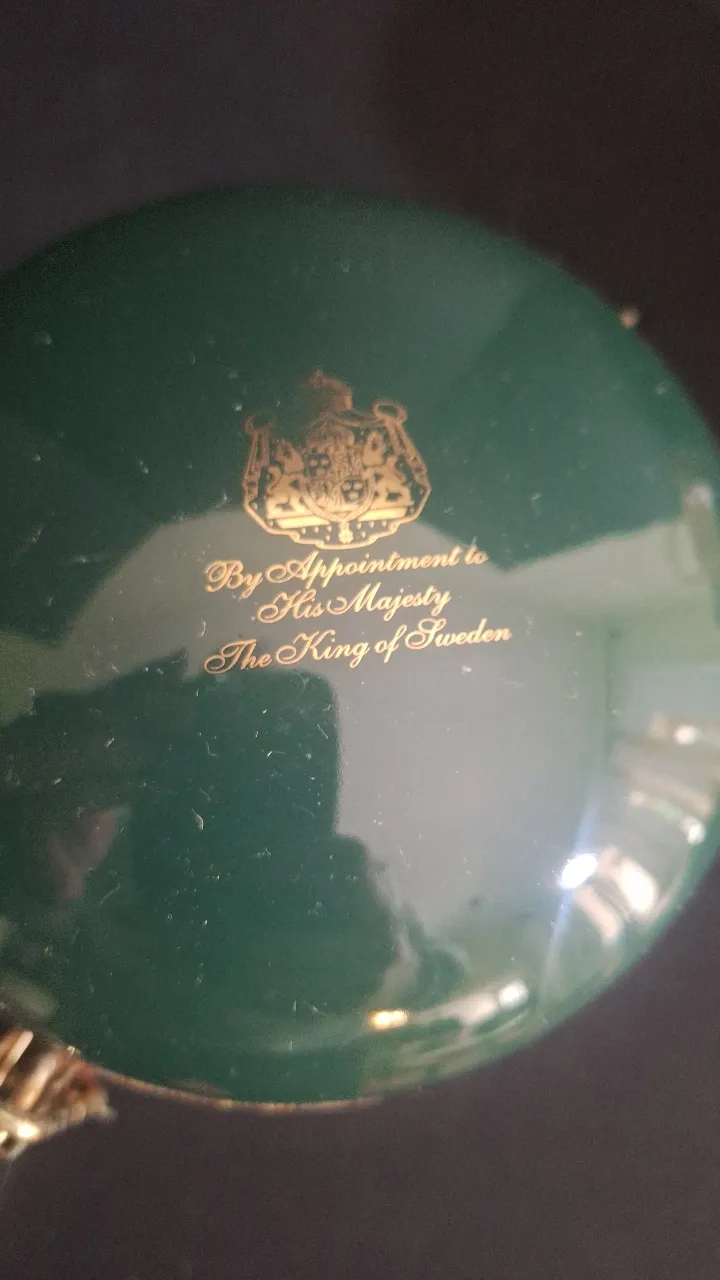 By Appointment to
His Majesty
The King of Sweden